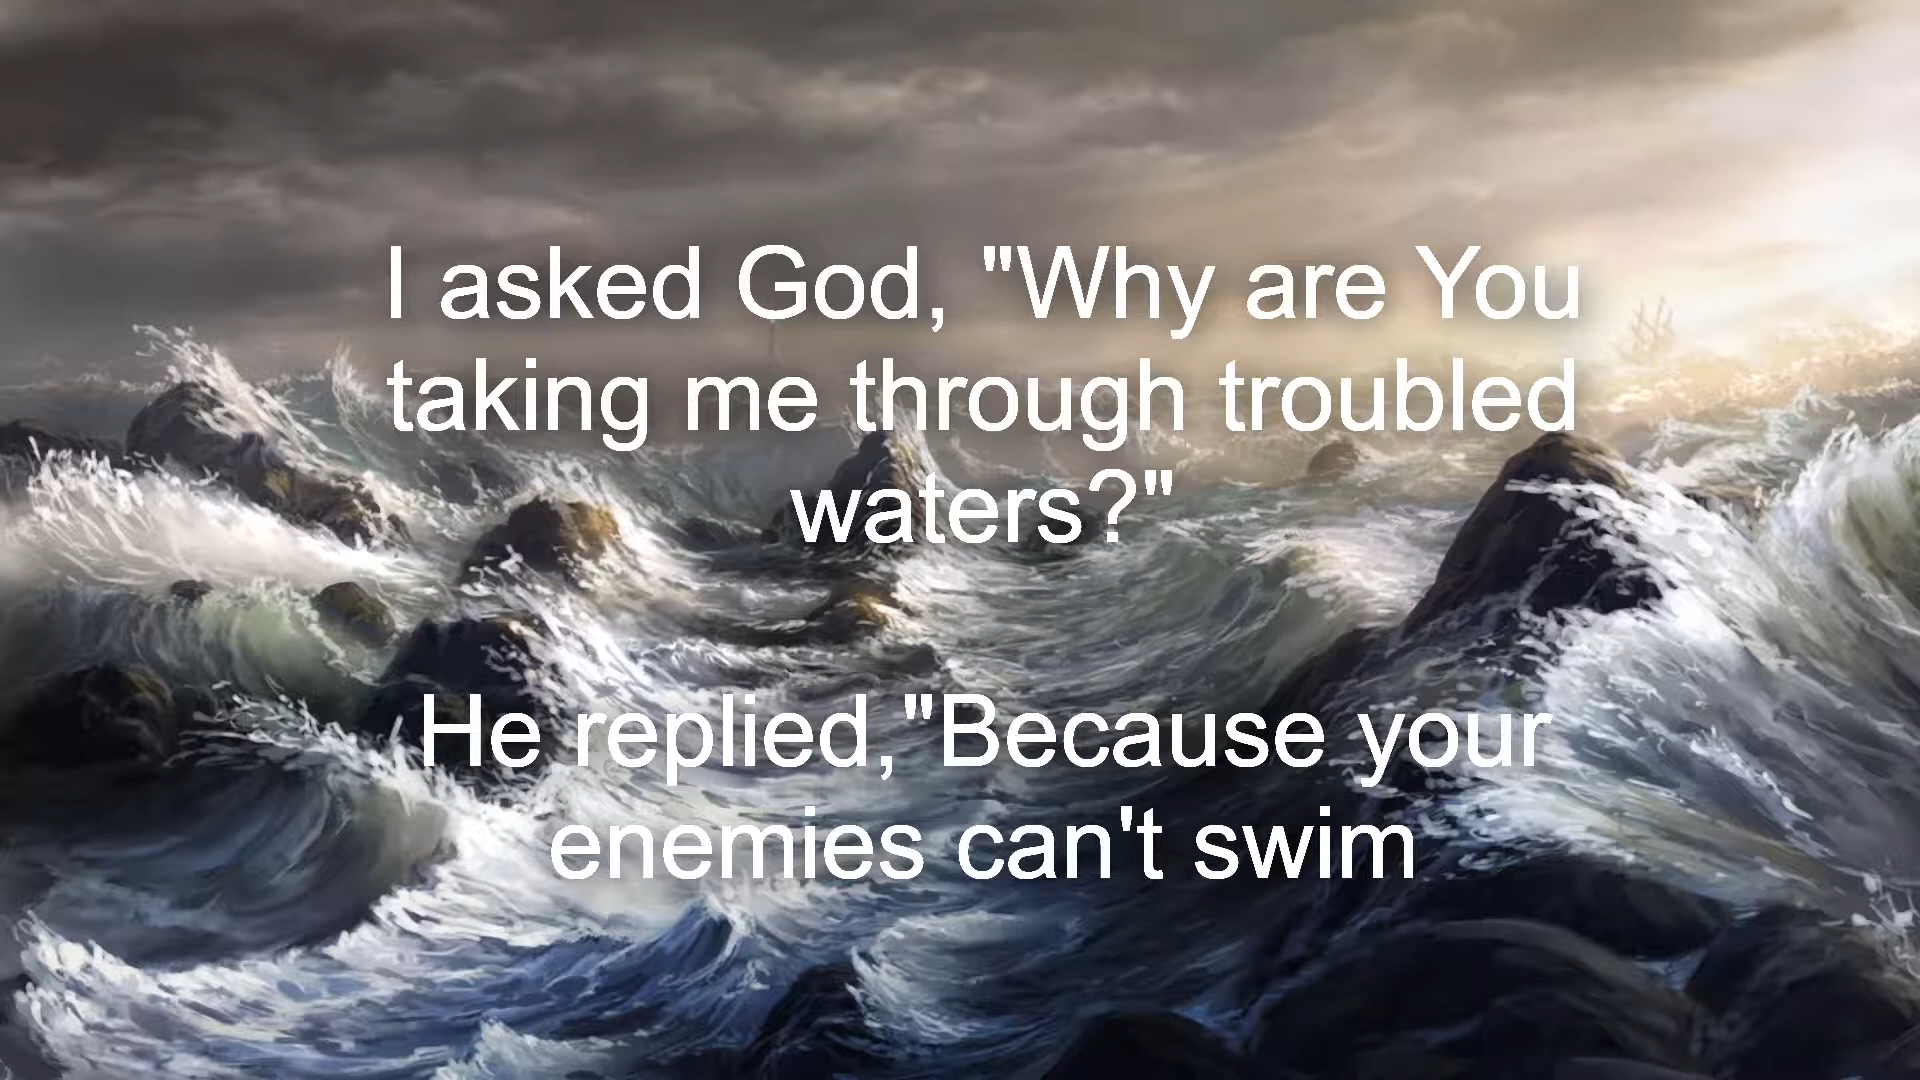 I asked God, "Why are You
taking me through troubled
waters?"
He replied,"Because your
enemies can't swim